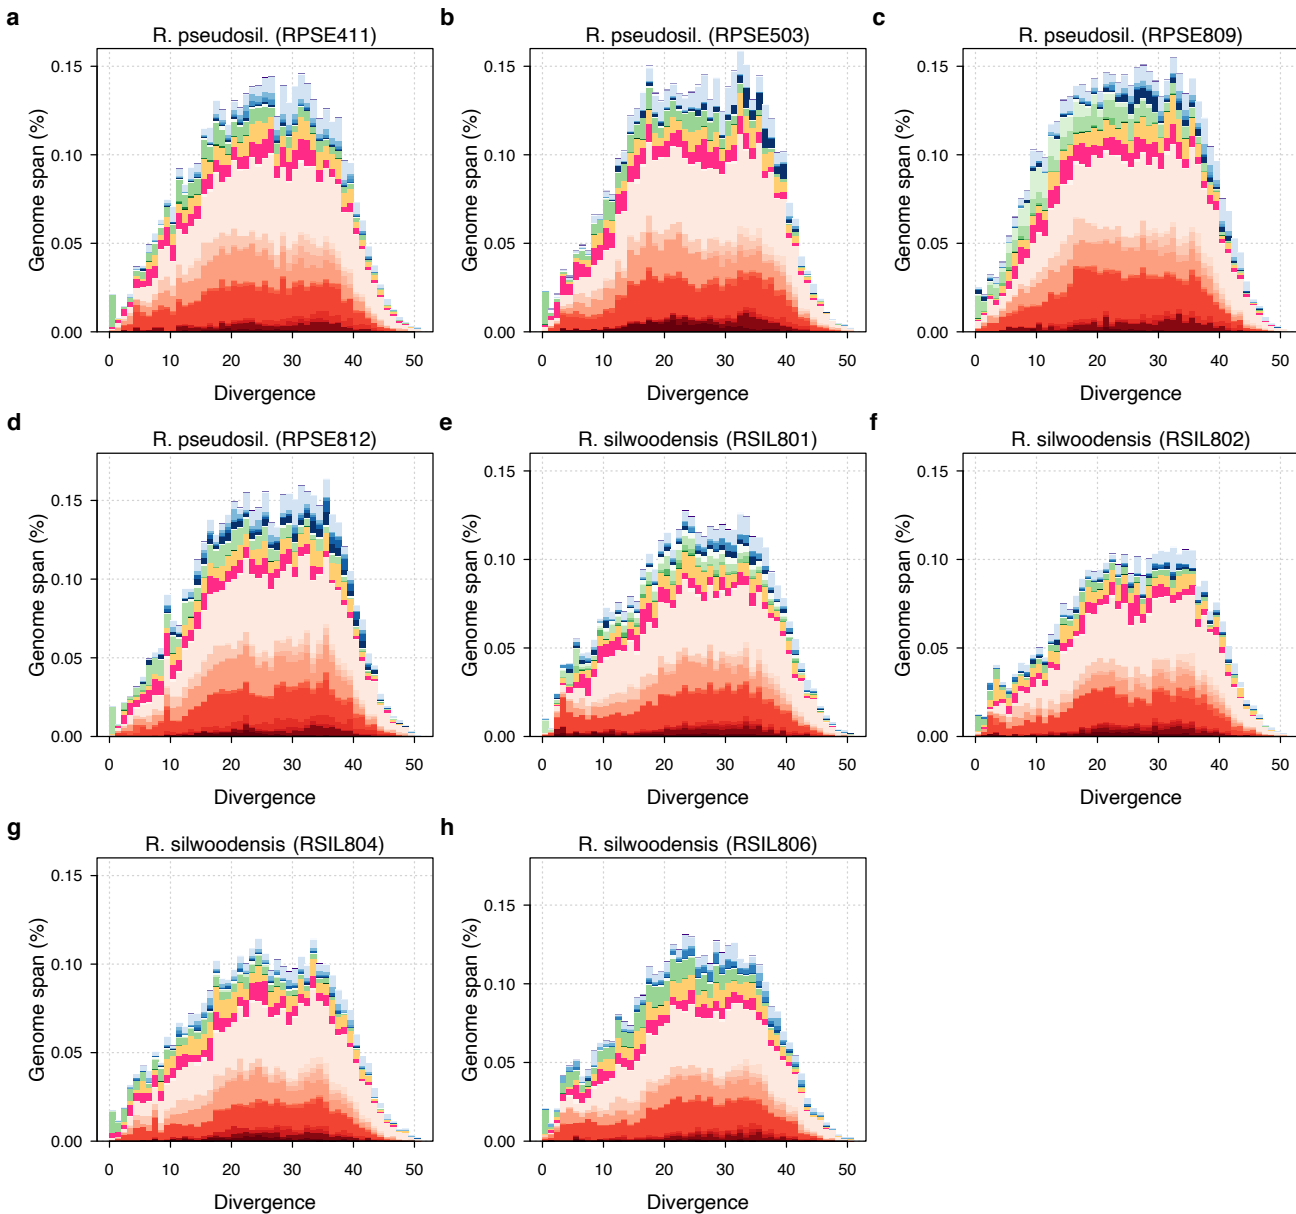 a
R. pseudosil. (RPSE411)
0.15
0.10
0.05
0.00
Genome span (%)
0 10 20 30 40 50
Divergence
b
R. pseudosil. (RPSE503)
0.15
0.10
0.05
0.00
Genome span (%)
0 10 20 30 40 50
Divergence
c
R. pseudosil. (RPSE809)
0.15
0.10
0.05
0.00
Genome span (%)
0 10 20 30 40 50
Divergence
d
R. pseudosil. (RPSE812)
0.15
0.10
0.05
0.00
Genome span (%)
0 10 20 30 40 50
Divergence
e
R. silwoodensis (RSIL801)
0.15
0.10
0.05
0.00
Genome span (%)
0 10 20 30 40 50
Divergence
f
R. silwoodensis (RSIL802)
0.15
0.10
0.05
0.00
Genome span (%)
0 10 20 30 40 50
Divergence
g
R. silwoodensis (RSIL804)
0.15
0.10
0.05
0.00
Genome span (%)
0 10 20 30 40 50
Divergence
h
R. silwoodensis (RSIL806)
0.15
0.10
0.05
0.00
Genome span (%)
0 10 20 30 40 50
Divergence